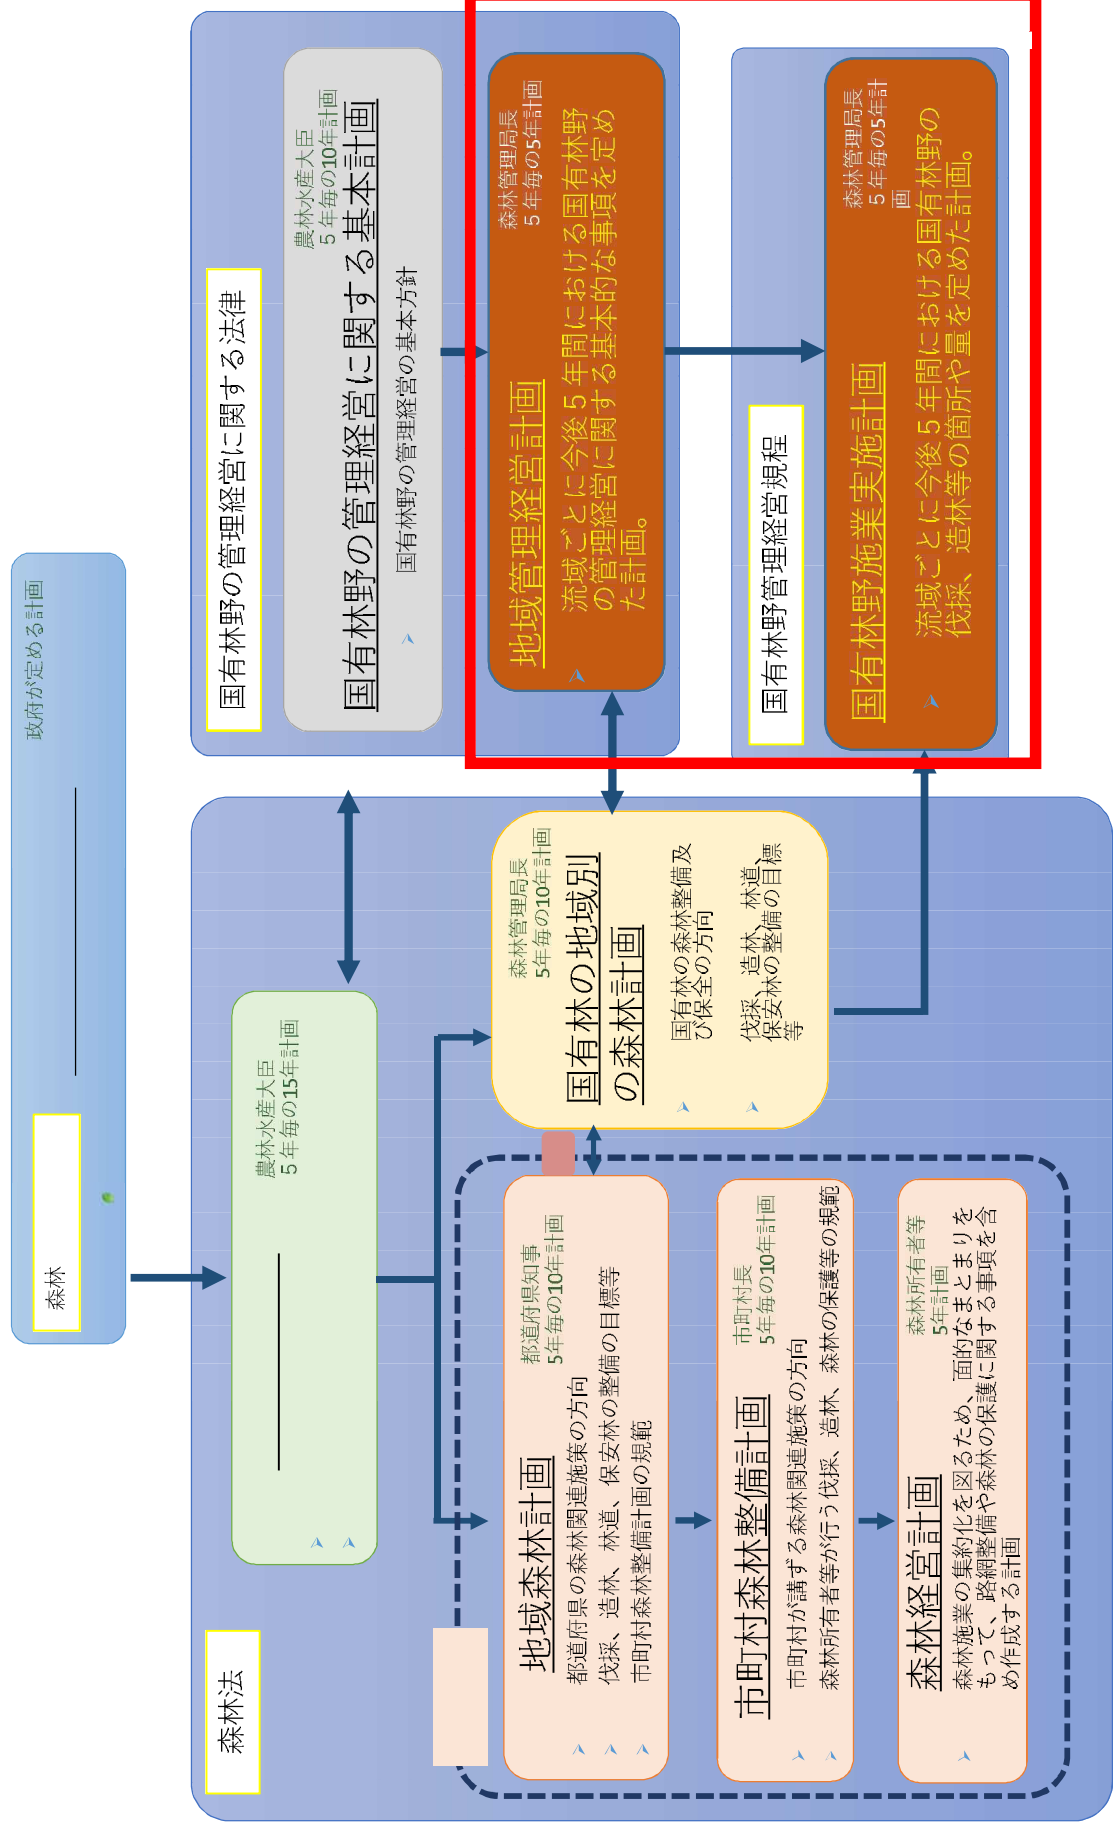 政府が定める計画
森林
森林法
農林水産大臣
５年毎の15年計画
国有林野の管理経営に関する法律
農林水産大臣
５年毎の10年計画
国有林野の管理経営に関する基本計画
国有林野の管理経営の基本方針
都道府県知事
5年毎の10年計画
地域森林計画
都道府県の森林関連施策の方向
伐採、造林、林道、保安林の整備の目標等
市町村森林整備計画の規範
森林管理局長
5年毎の10年計画
国有林の地域別
の森林計画
国有林の森林整備及
び保全の方向
伐採、造林、林道、
保安林の整備の目標
等
森林管理局長
５年毎の5年計画
地域管理経営計画
流域ごとに今後５年間における国有林野
の管理経営に関する基本的な事項を定め
た計画。
市町村長
5年毎の10年計画
市町村森林整備計画
市町村が講ずる森林関連施策の方向
森林所有者等が行う伐採、造林、森林の保護等の規範
国有林野管理経営規程
森林管理局長
５年毎の5年計
画
国有林野施業実施計画
流域ごとに今後５年間における国有林野の
伐採、造林等の箇所や量を定めた計画。
森林所有者等
5年計画
森林経営計画
森林施業の集約化を図るため、面的なまとまりを
もって、路網整備や森林の保護に関する事項を含
め作成する計画